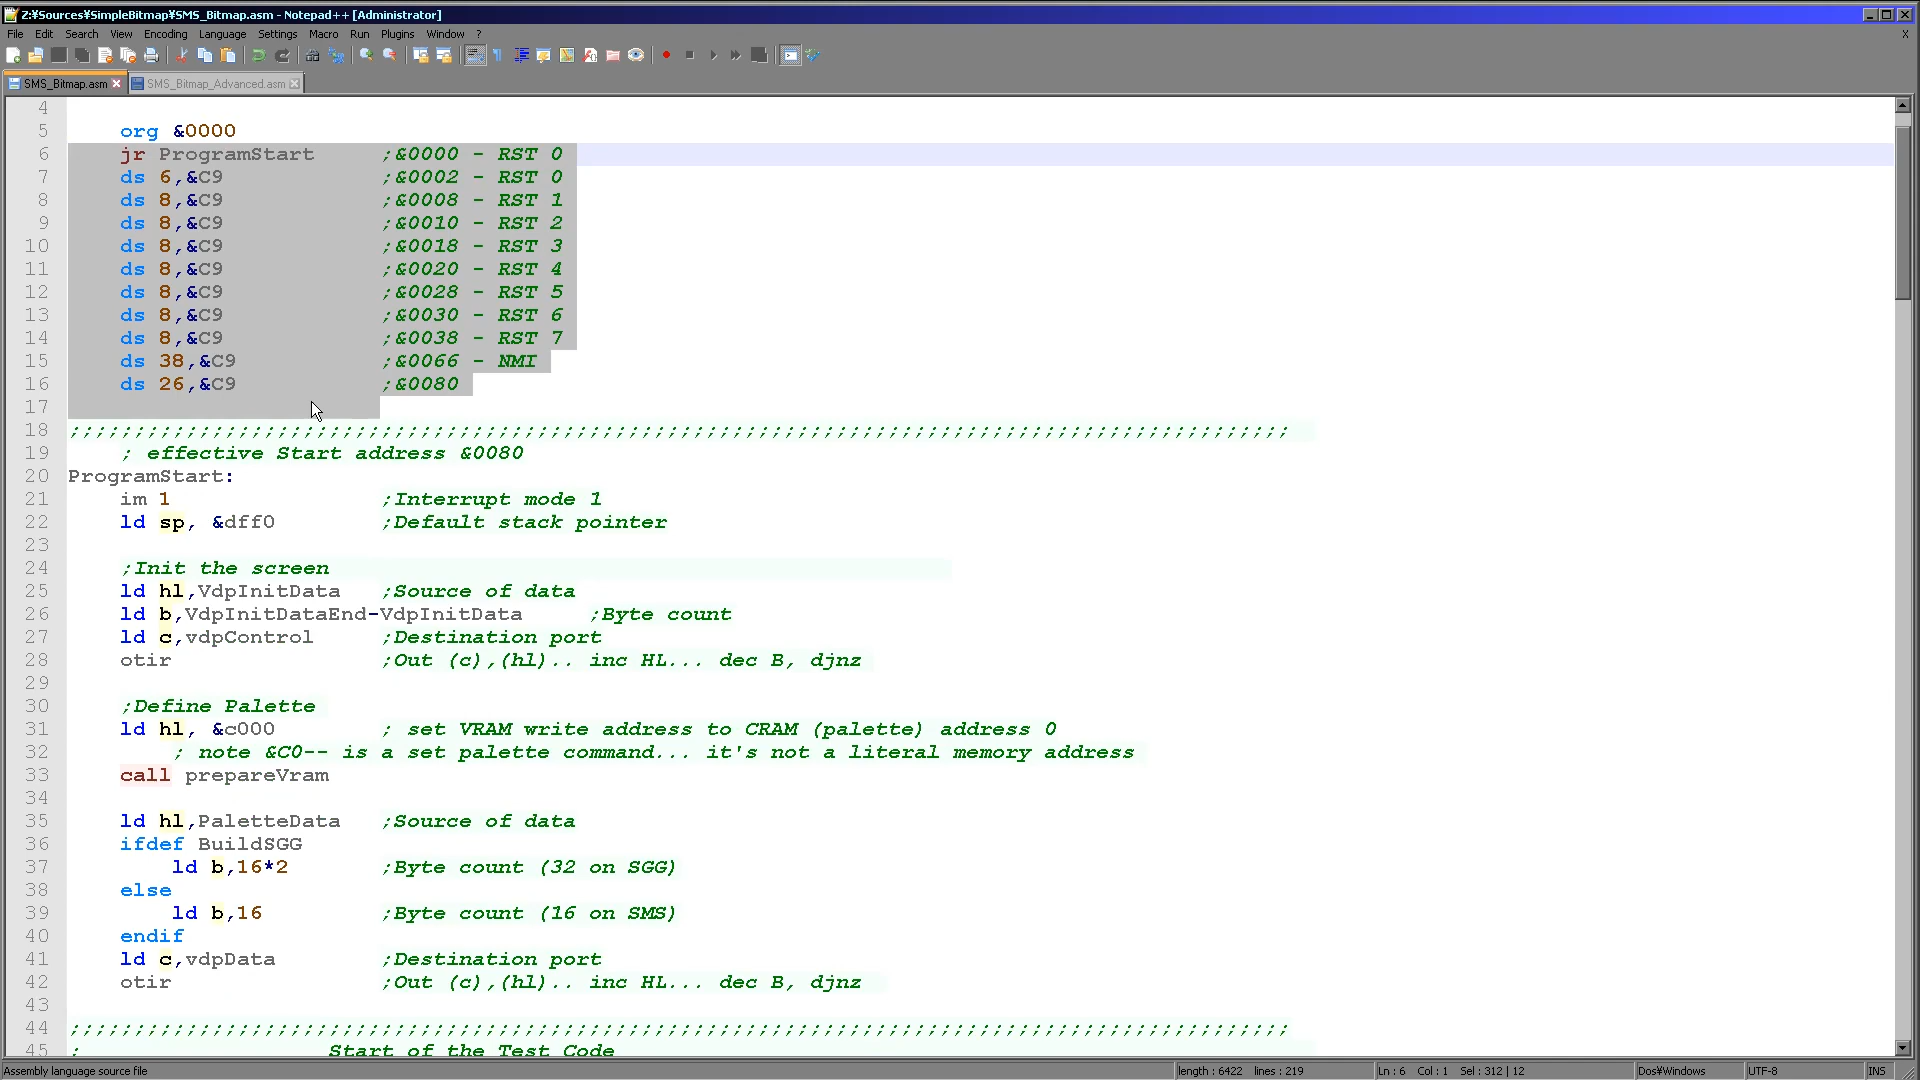 Z:¥Sources¥SimpleBitmap¥SMS_Bitmap.asm - Notepad++ [Administrator]
File Edit Search View Encoding Language Settings Macro Run Plugins Window ? X
SMS_Bitmap.asm SMS_Bitmap_Advanced.asm
4
5 org &0000
6 jr ProgramStart ;&0000 - RST 0
7 ds 6,&C9 ;&0002 - RST 0
8 ds 8,&C9 ;&0008 - RST 1
9 ds 8,&C9 ;&0010 - RST 2
10 ds 8,&C9 ;&0018 - RST 3
11 ds 8,&C9 ;&0020 - RST 4
12 ds 8,&C9 ;&0028 - RST 5
13 ds 8,&C9 ;&0030 - RST 6
14 ds 8,&C9 ;&0038 - RST 7
15 ds 38,&C9 ;&0066 - NMI
16 ds 26,&C9 ;&0080
17
18 ;;;;;;;;;;;;;;;;;;;;;;;;;;;;;;;;;;;;;;;;;;;;;;;;;;;;;;;;;;;;;;;;;;;;;;;;;;;;;;;;;;;;;;;;;;;;;;
19 ; effective Start address &0080
20 ProgramStart:
21 im 1 ;Interrupt mode 1
22 ld sp, &dff0 ;Default stack pointer
23
24 ;Init the screen
25 ld hl,VdpInitData ;Source of data
26 ld b,VdpInitDataEnd-VdpInitData ;Byte count
27 ld c,vdpControl ;Destination port
28 otir ;Out (c),(hl).. inc HL... dec B, djnz
29
30 ;Define Palette
31 ld hl, &c000 ; set VRAM write address to CRAM (palette) address 0
32 ; note &C0-- is a set palette command... it's not a literal memory address
33 call prepareVram
34
35 ld hl,PaletteData ;Source of data
36 ifdef BuildSGG
37 ld b,16*2 ;Byte count (32 on SGG)
38 else
39 ld b,16 ;Byte count (16 on SMS)
40 endif
41 ld c,vdpData ;Destination port
42 otir ;Out (c),(hl).. inc HL... dec B, djnz
43
44 ;;;;;;;;;;;;;;;;;;;;;;;;;;;;;;;;;;;;;;;;;;;;;;;;;;;;;;;;;;;;;;;;;;;;;;;;;;;;;;;;;;;;;;;;;;;;;;
45 ; Start of the Test Code
Assembly language source file length : 6422 lines : 219 Ln : 6 Col : 1 Sel : 312 | 12 Dos¥Windows UTF-8 INS